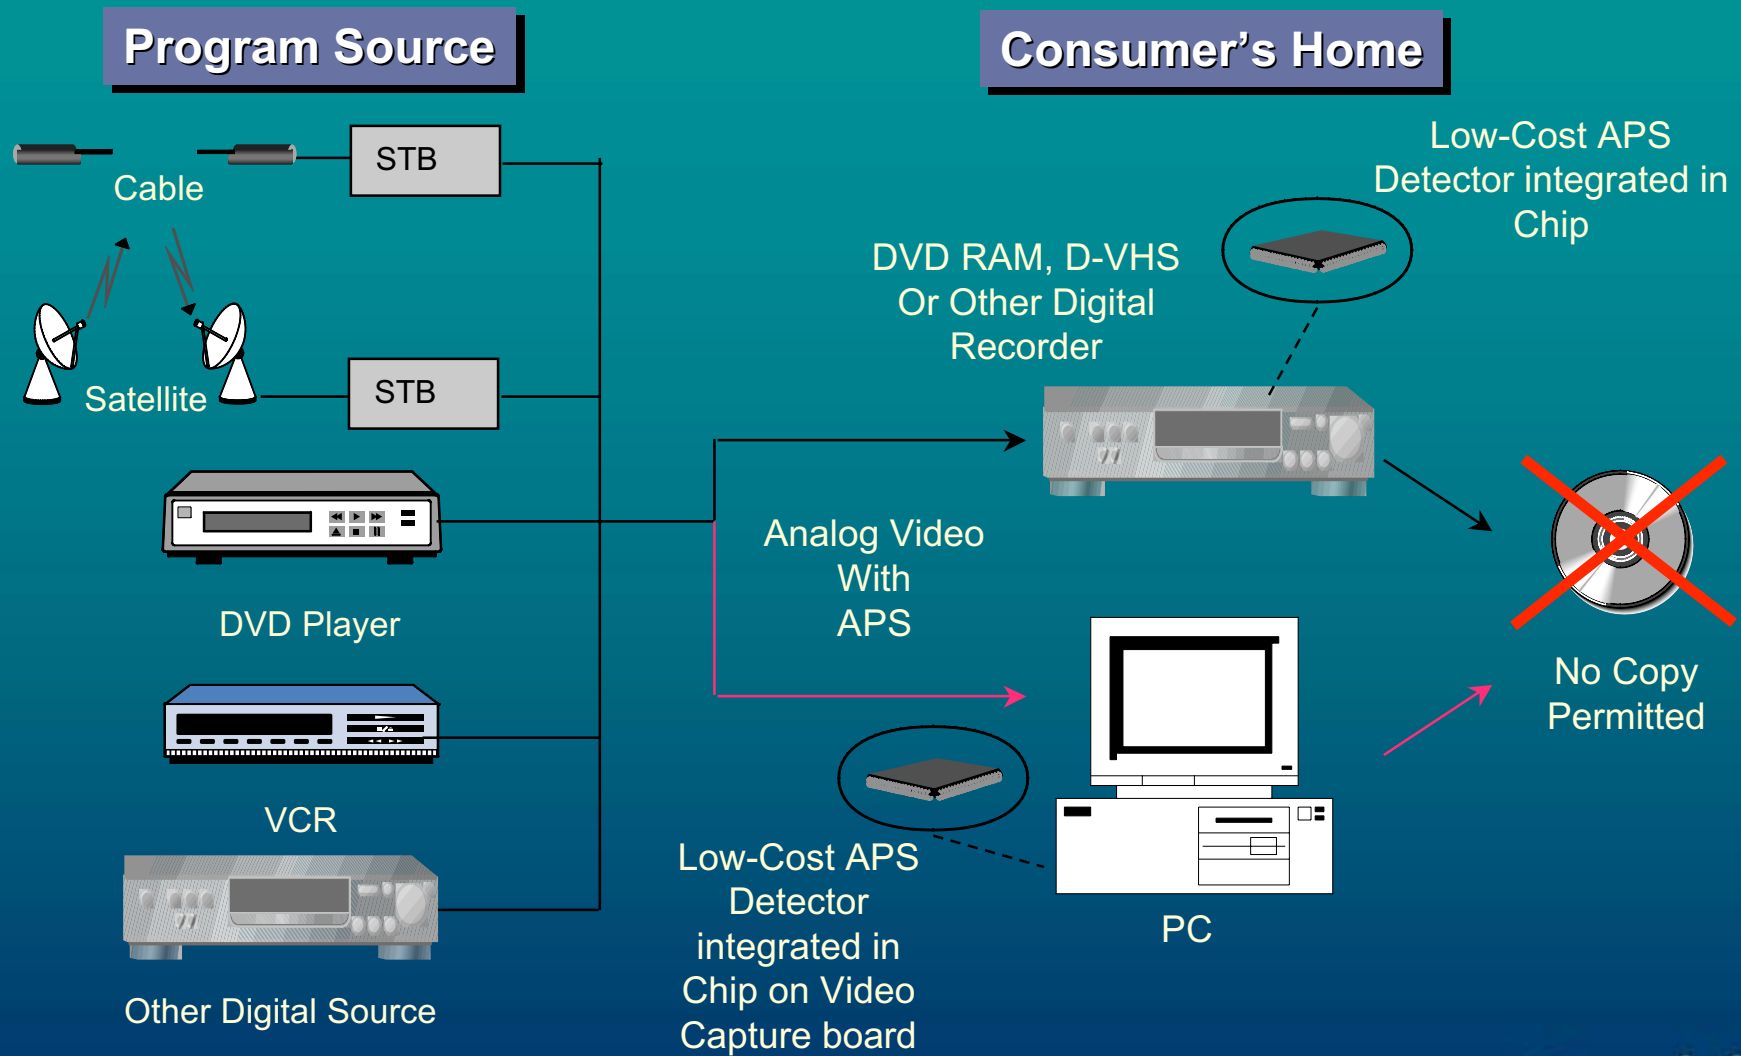 Program Source
Consumer's Home
STB
Cable
Low-Cost APS
Detector integrated in
Chip
DVD RAM, D-VHS
Or Other Digital
Recorder
Satellite
STB
Analog Video
With
APS
DVD Player
No Copy
Permitted
VCR
Low-Cost APS
Detector
integrated in
Chip on Video
Capture board
PC
Other Digital Source